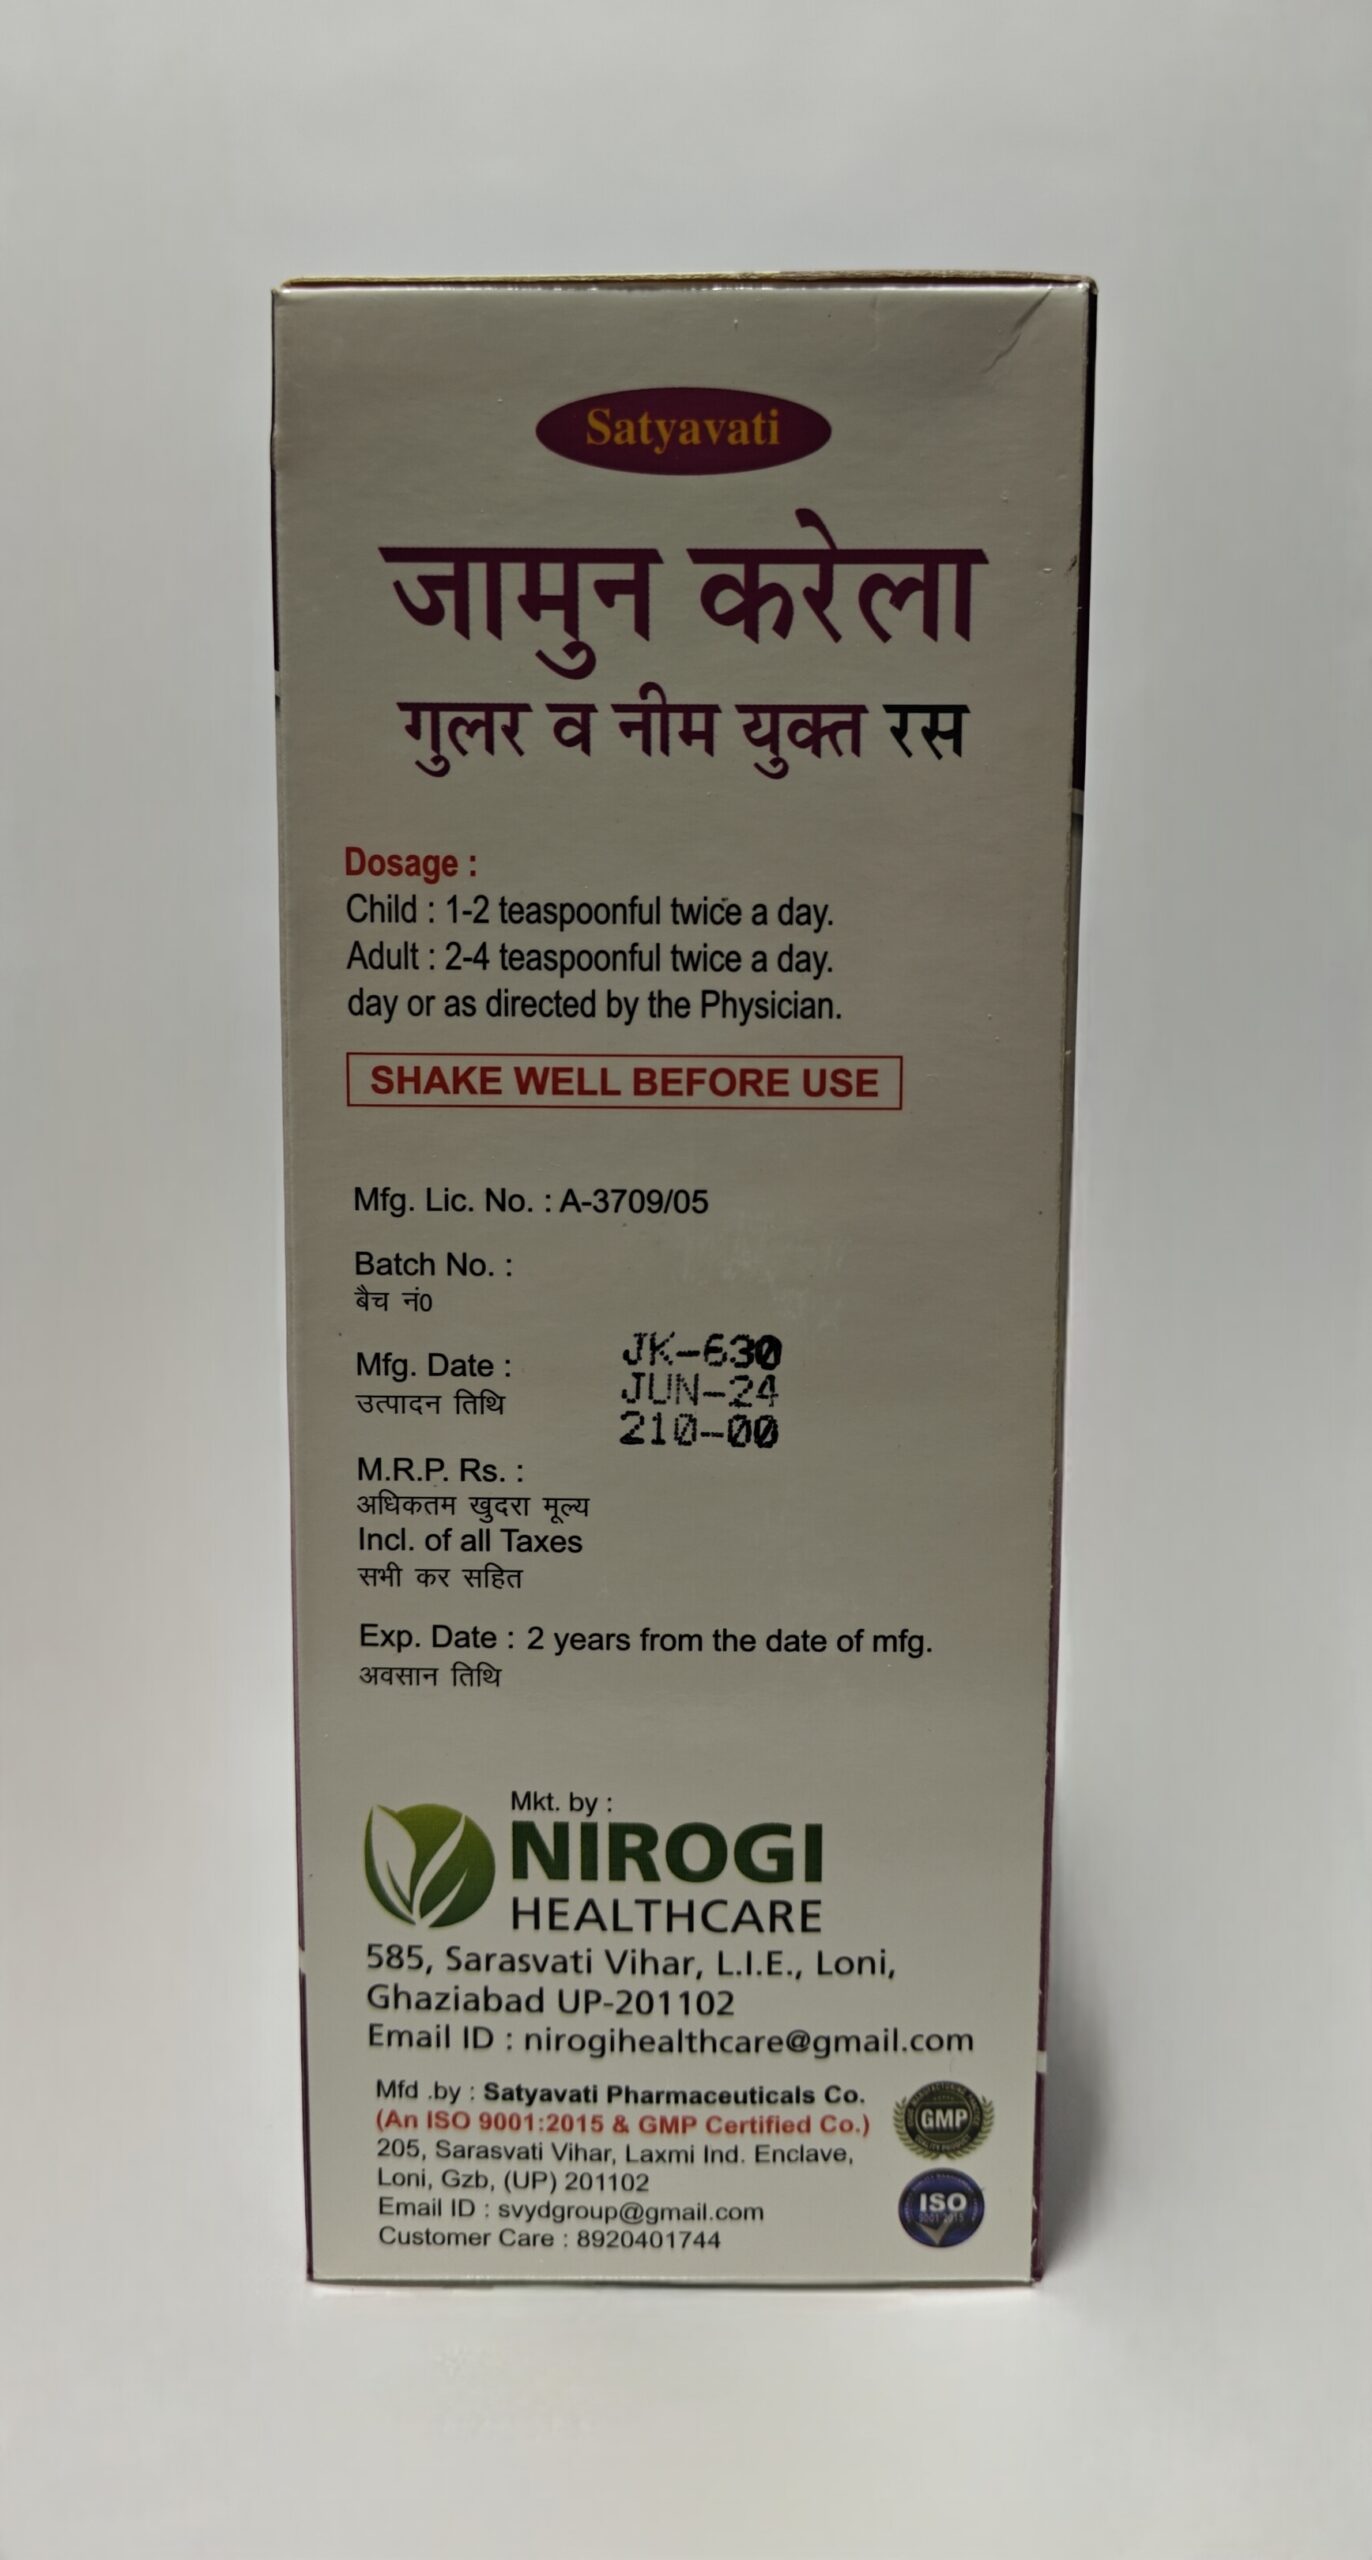 Satyavati
जामुन करेला
गुलर व नीम युक्त रस
Dosage :
Child : 1-2 teaspoonful twice a day.
Adult : 2-4 teaspoonful twice a day.
day or as directed by the Physician.
SHAKE WELL BEFORE USE
Mfg. Lic. No. : A-3709/05
Batch No. :
बैच नं0
JK-630
Mfg. Date :
JUN-24
उत्पादन तिथि
210-00
M.R.P. Rs. :
अधिकतम खुदरा मूल्य
Incl. of all Taxes
सभी कर सहित
Exp. Date : 2 years from the date of mfg.
अवसान तिथि
Mkt. by :
NIROGI
HEALTHCARE
585, Sarasvati Vihar, L.I.E., Loni,
Ghaziabad UP-201102
Email ID : nirogihealthcare@gmail.com
Mfd .by : Satyavati Pharmaceuticals Co.
(An ISO 9001:2015 & GMP Certified Co.)
GMP
205, Sarasvati Vihar, Laxmi Ind. Enclave,
Loni, Gzb, (UP) 201102
ISO
9001:2015
Email ID : svydgroup@gmail.com
Customer Care : 8920401744